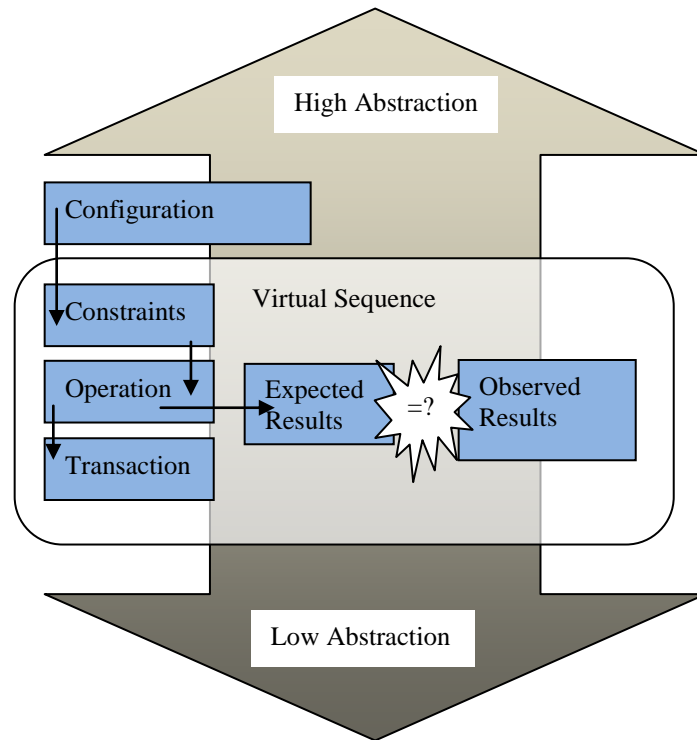 High Abstraction
Configuration
Virtual Sequence
Constraints
Operation
Expected
Results
=?
Observed
Results
Transaction
Low Abstraction